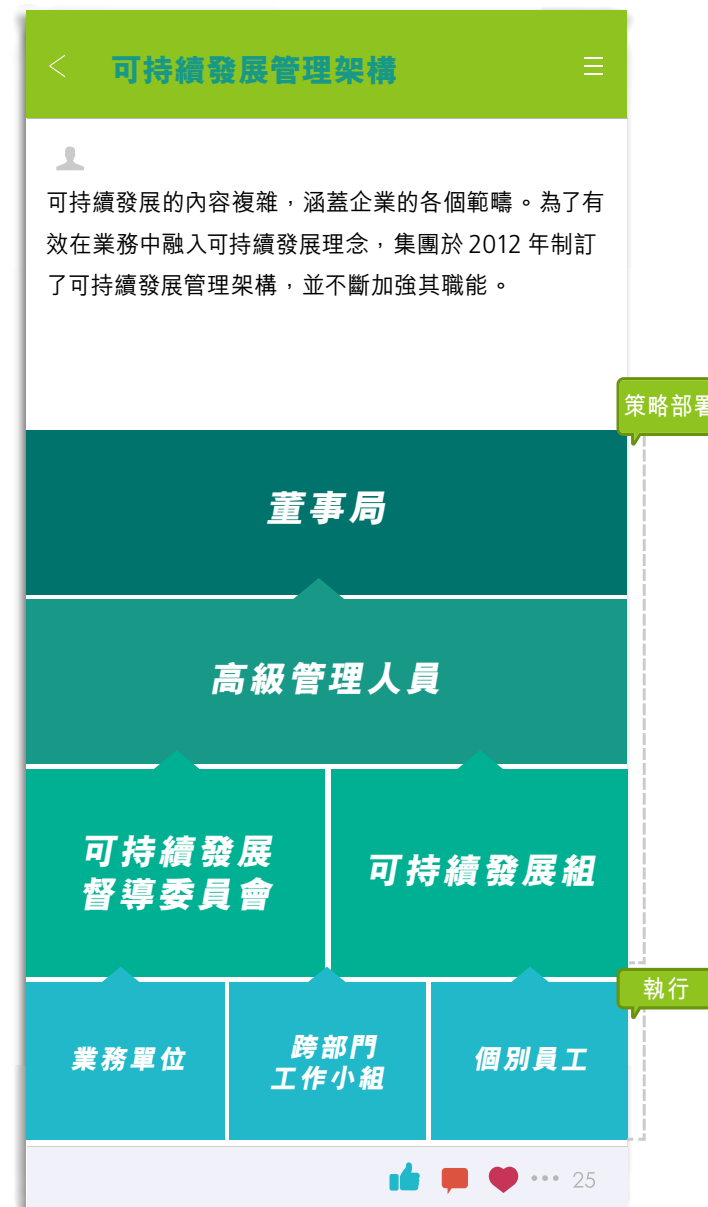 可持續發展管理架構
可持續發展的內容複雜，涵蓋企業的各個範疇。為了有
效在業務中融入可持續發展理念，集團於 2012 年制訂
了可持續發展管理架構，並不斷加強其職能。
策略部署
董事局
高級管理人員
可持續發展
督導委員會
可持續發展組
執行
業務單位
跨部門
工作小組
個別員工
25